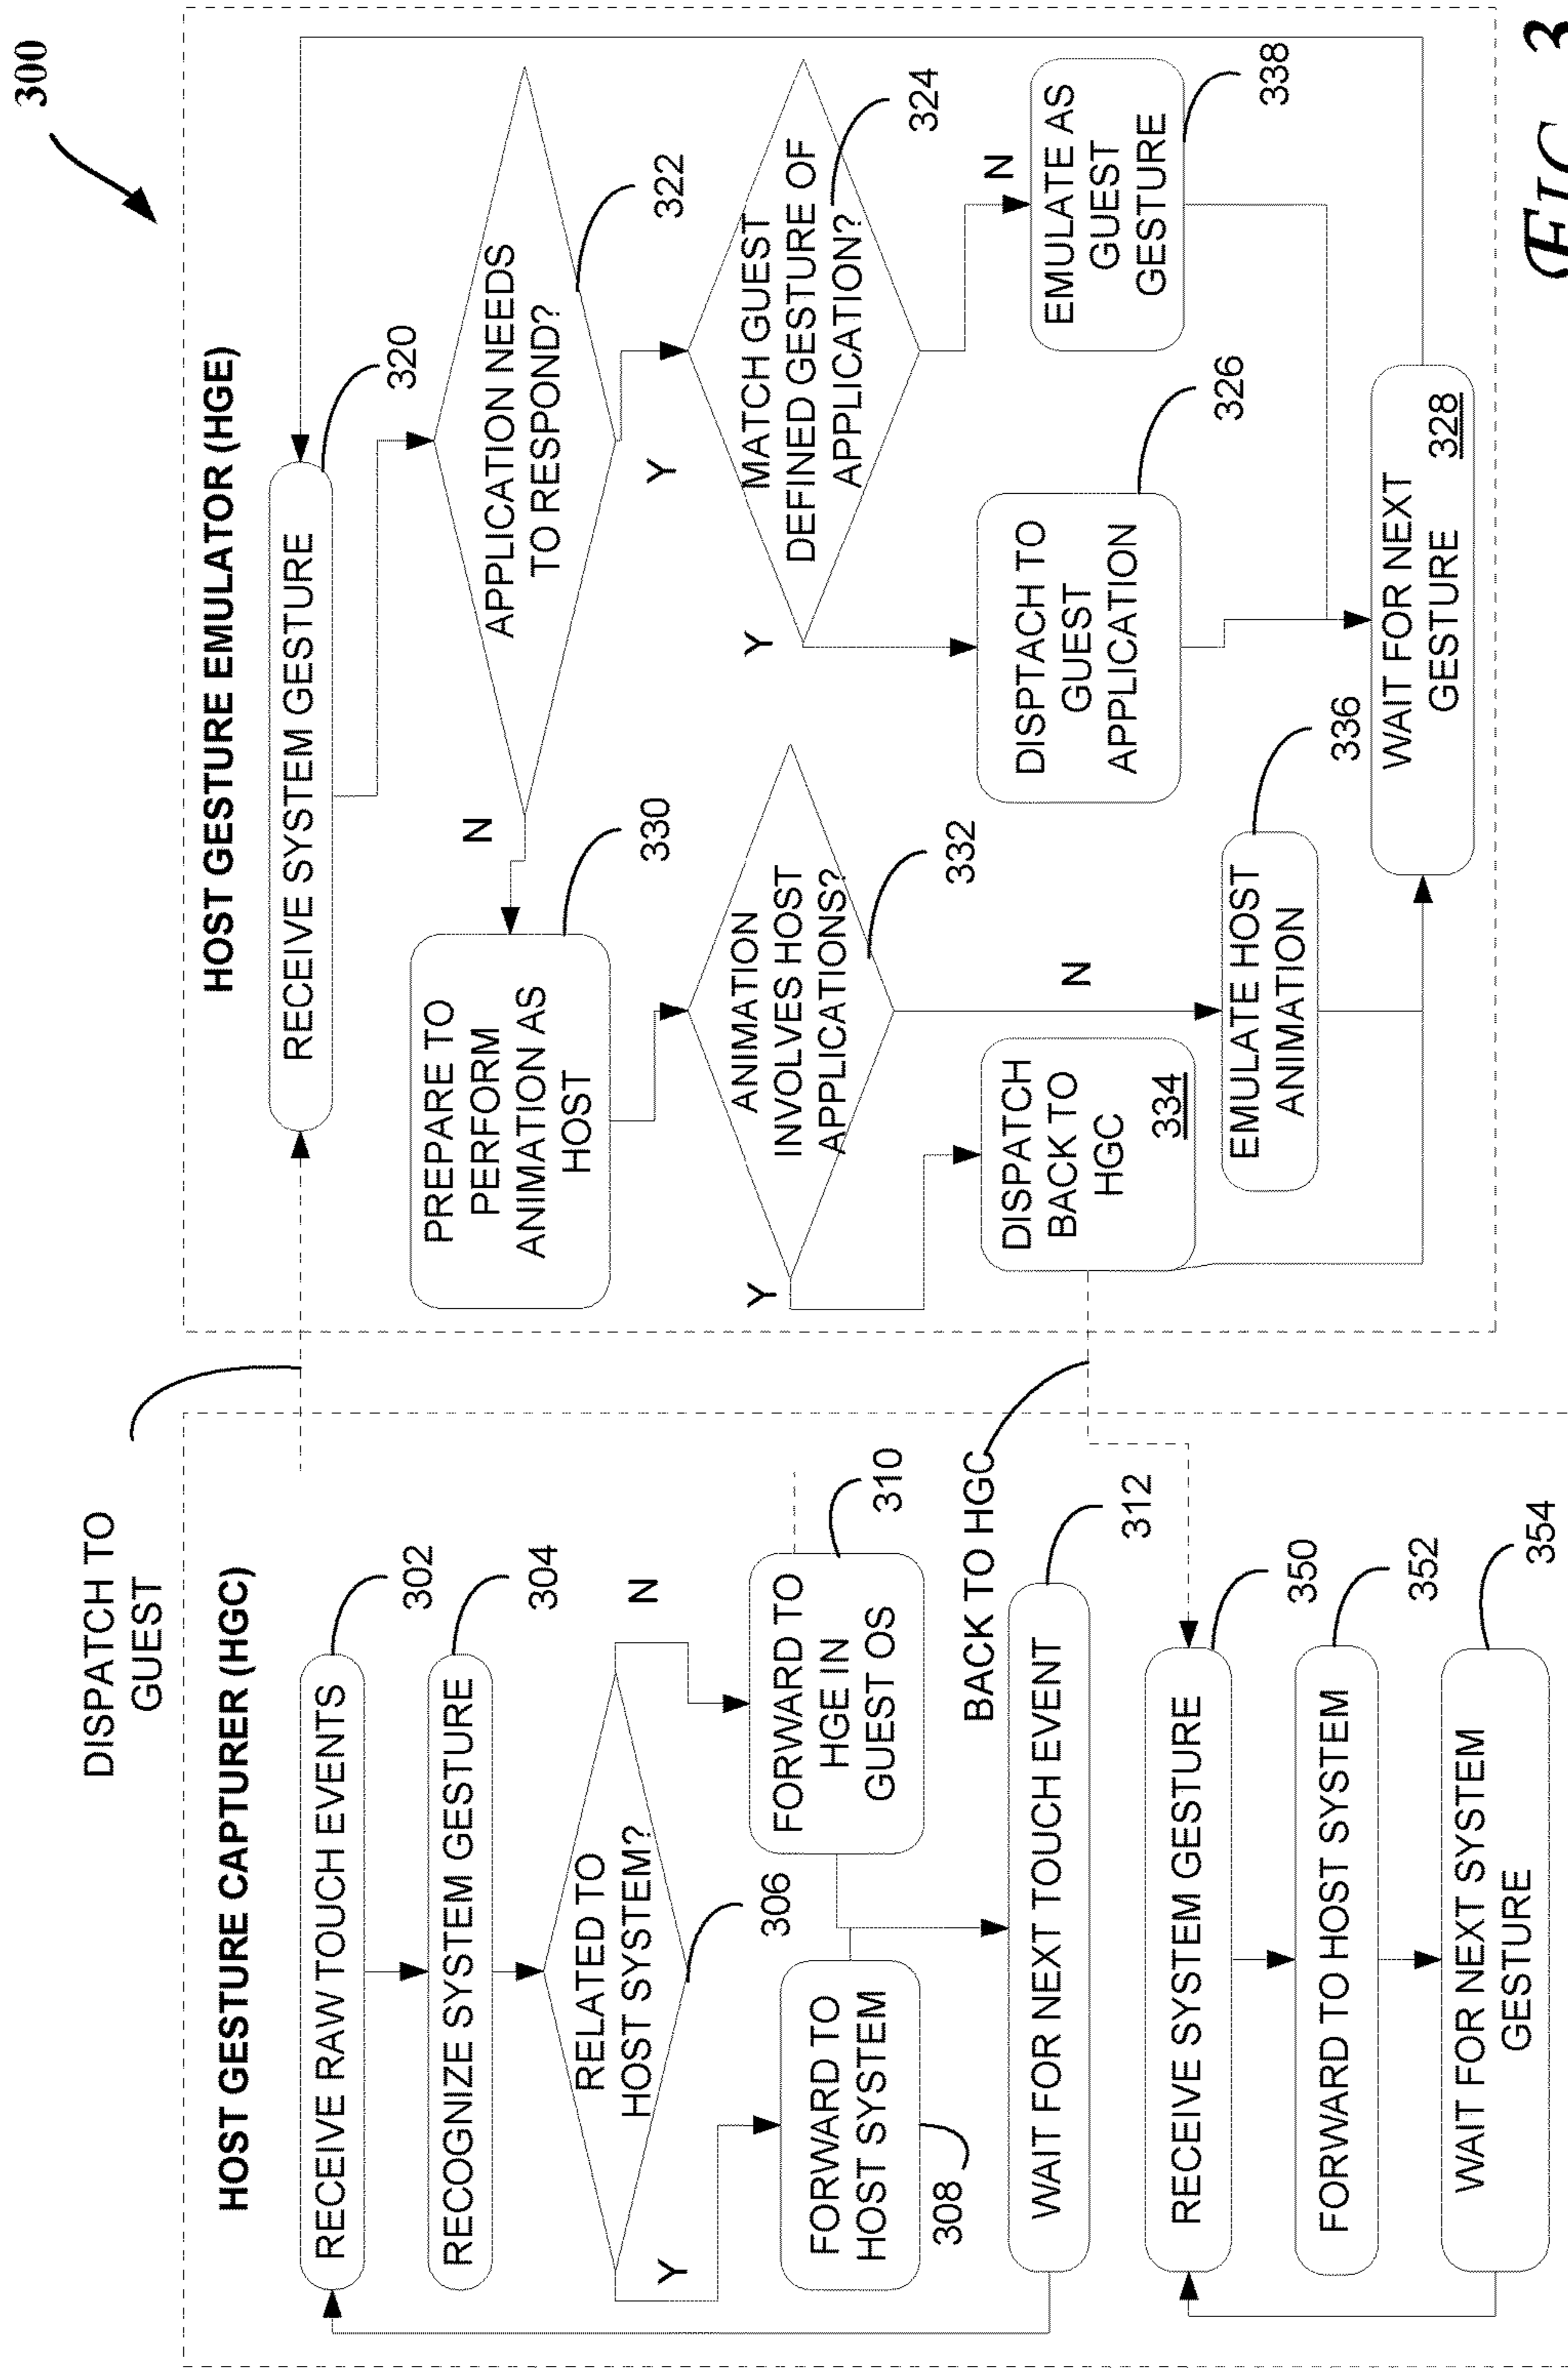 300
DISPATCH TO
GUEST
HOST GESTURE CAPTURER (HGC)
RECEIVE RAW TOUCH EVENTS
302
RECOGNIZE SYSTEM GESTURE
304
RELATED TO
HOST SYSTEM?
306
Y
N
FORWARD TO
HOST SYSTEM
308
FORWARD TO
HGE IN
GUEST OS
310
WAIT FOR NEXT TOUCH EVENT
312
BACK TO HGC
RECEIVE SYSTEM GESTURE
350
FORWARD TO HOST SYSTEM
352
WAIT FOR NEXT SYSTEM
GESTURE
354
HOST GESTURE EMULATOR (HGE)
RECEIVE SYSTEM GESTURE
320
APPLICATION NEEDS
TO RESPOND?
322
N
Y
PREPARE TO
PERFORM
ANIMATION AS
HOST
330
MATCH GUEST
DEFINED GESTURE OF
APPLICATION?
324
ANIMATION
INVOLVES HOST
APPLICATIONS?
332
Y
N
Y
N
DISPATCH
BACK TO
HGC
334
DISPTACH TO
GUEST
APPLICATION
326
EMULATE AS
GUEST
GESTURE
338
EMULATE HOST
ANIMATION
336
WAIT FOR NEXT
GESTURE
328
FIG. 3